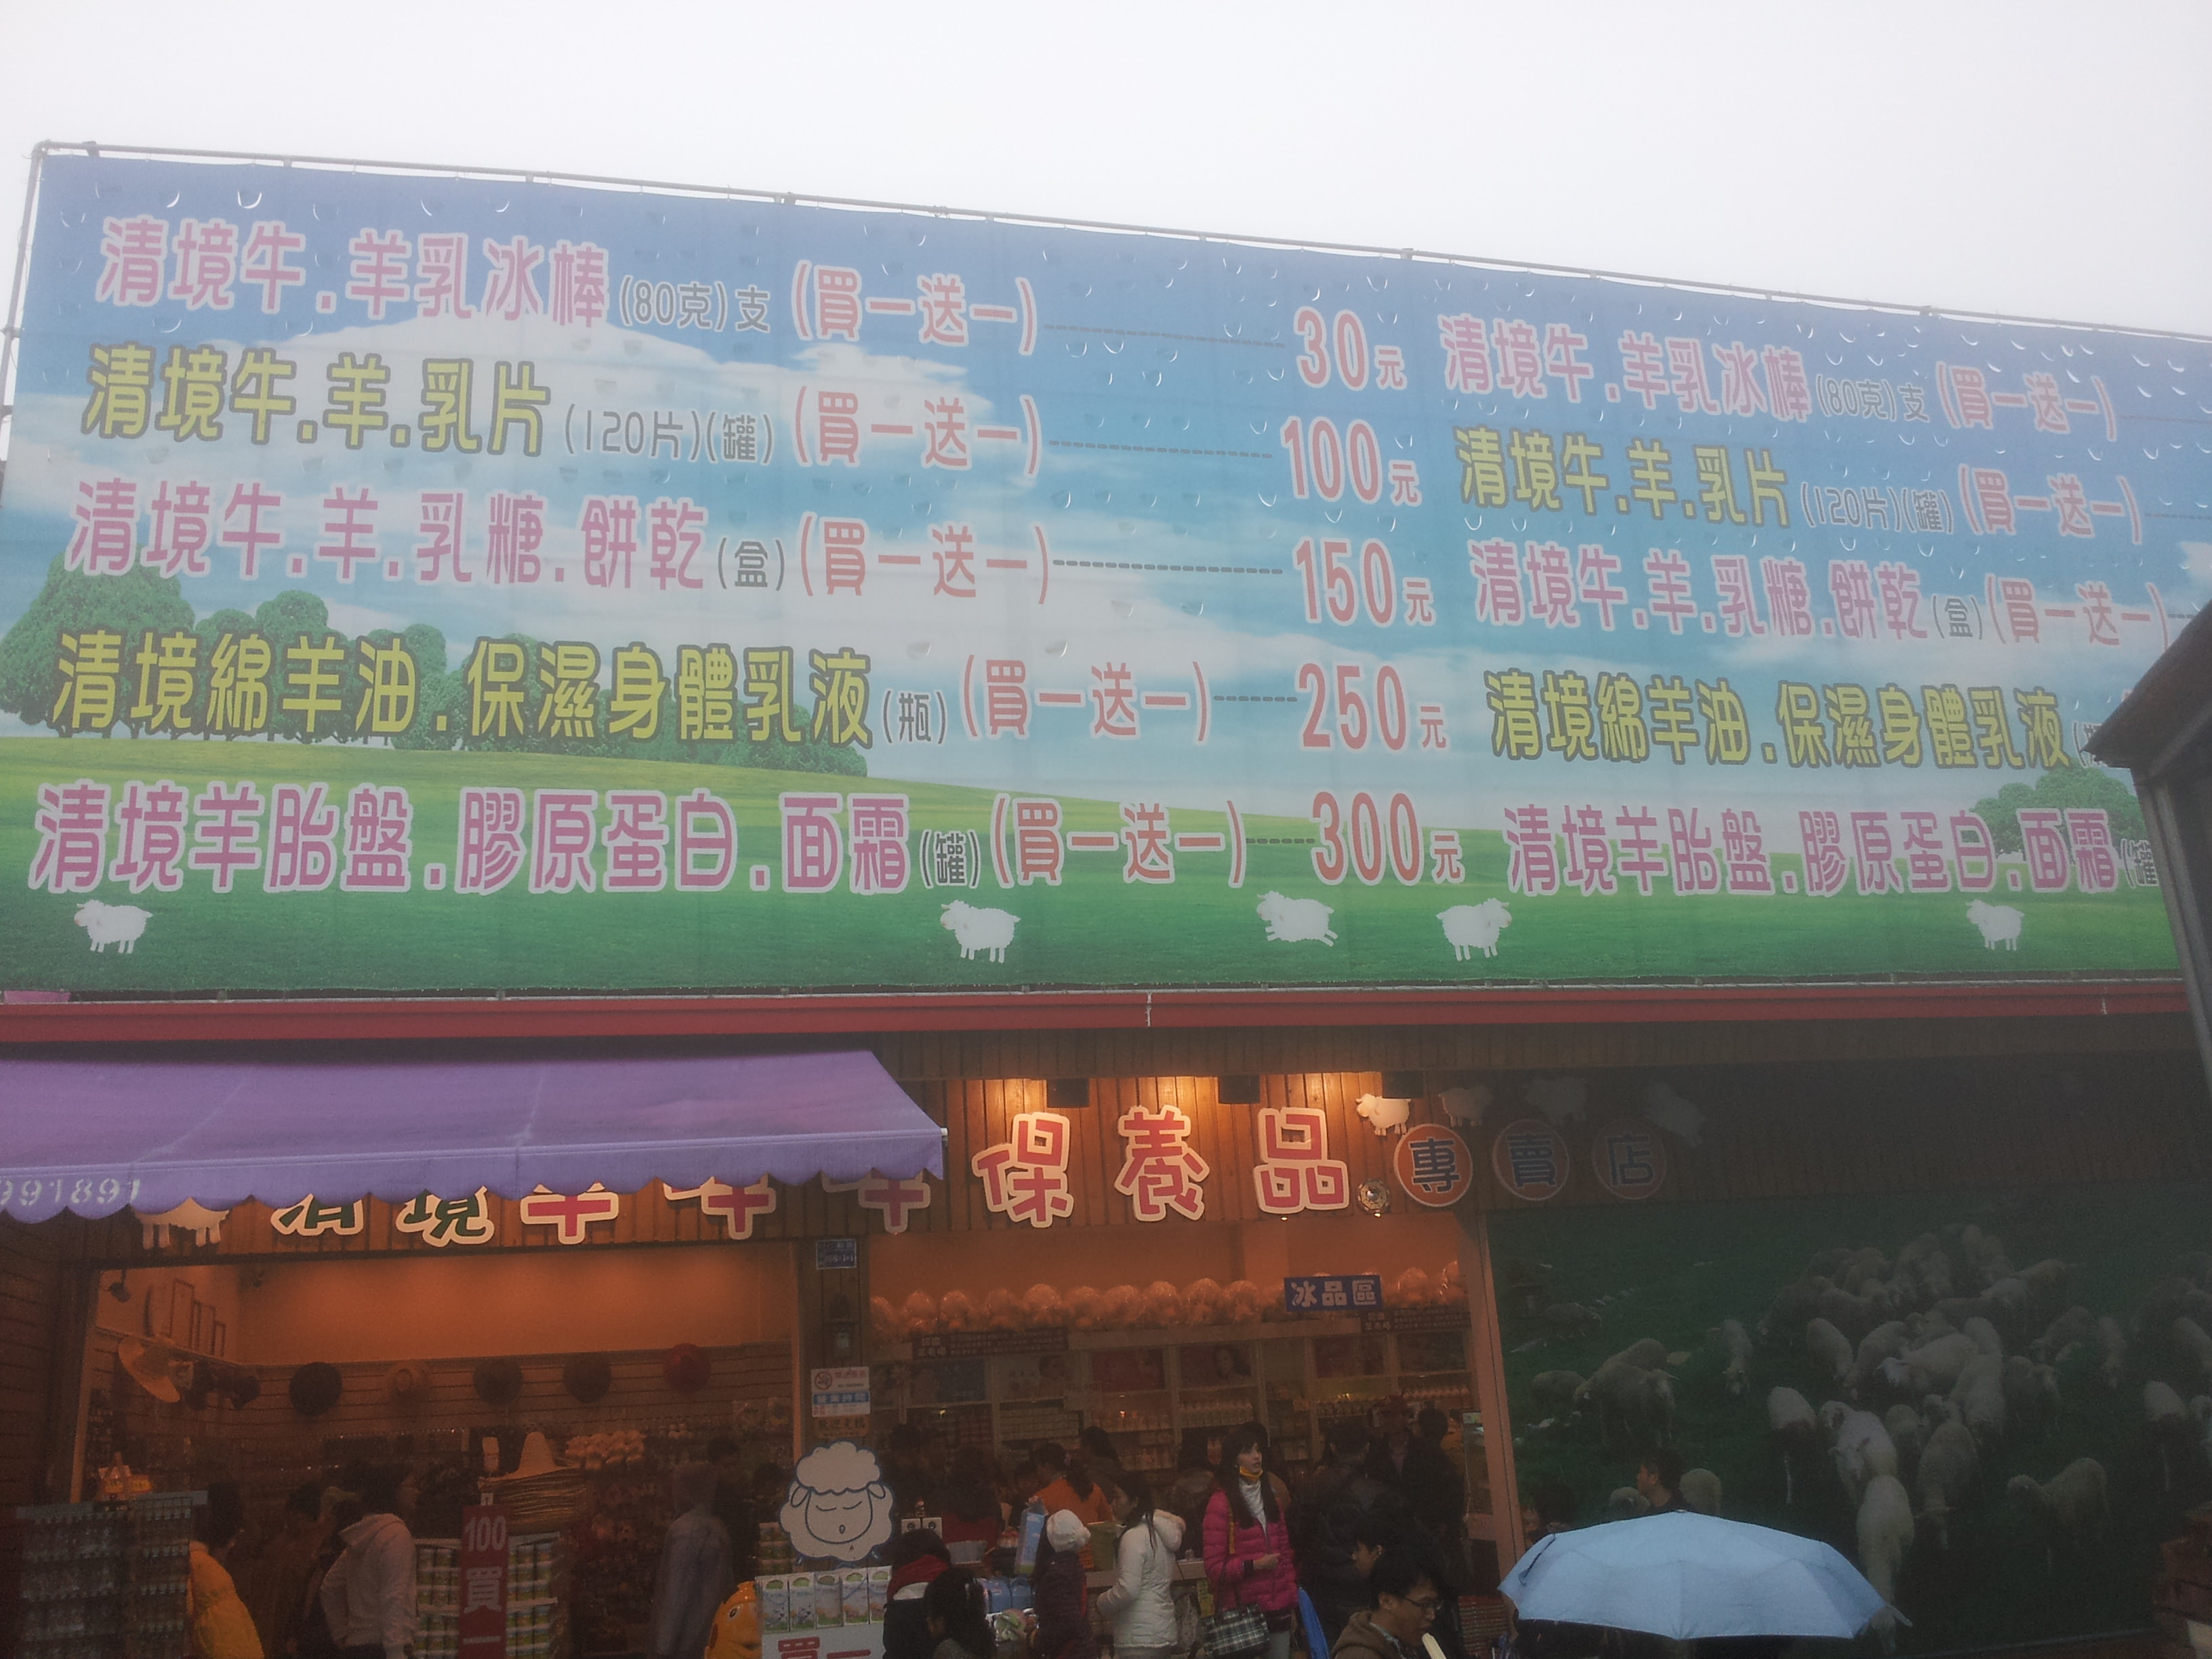 清境牛.羊乳冰棒(80克)支(買一送一)------30元
清境牛.羊.乳片(120片)(罐)(買一送一)------100元
清境牛.羊.乳糖.餅乾(盒)(買一送一)------150元
清境綿羊油.保濕身體乳液(瓶)(買一送一)------250元
清境羊胎盤.膠原蛋白.面霜(罐)(買一送一)------300元
清境牛.羊乳冰棒(80克)支(買一送一)
清境牛.羊.乳片(120片)(罐)(買一送一)
清境牛.羊.乳糖.餅乾(盒)(買一送一)
清境綿羊油.保濕身體乳液
清境羊胎盤.膠原蛋白.面霜(罐
991891
清境
保養品專賣店
冰品區
100
買
買一